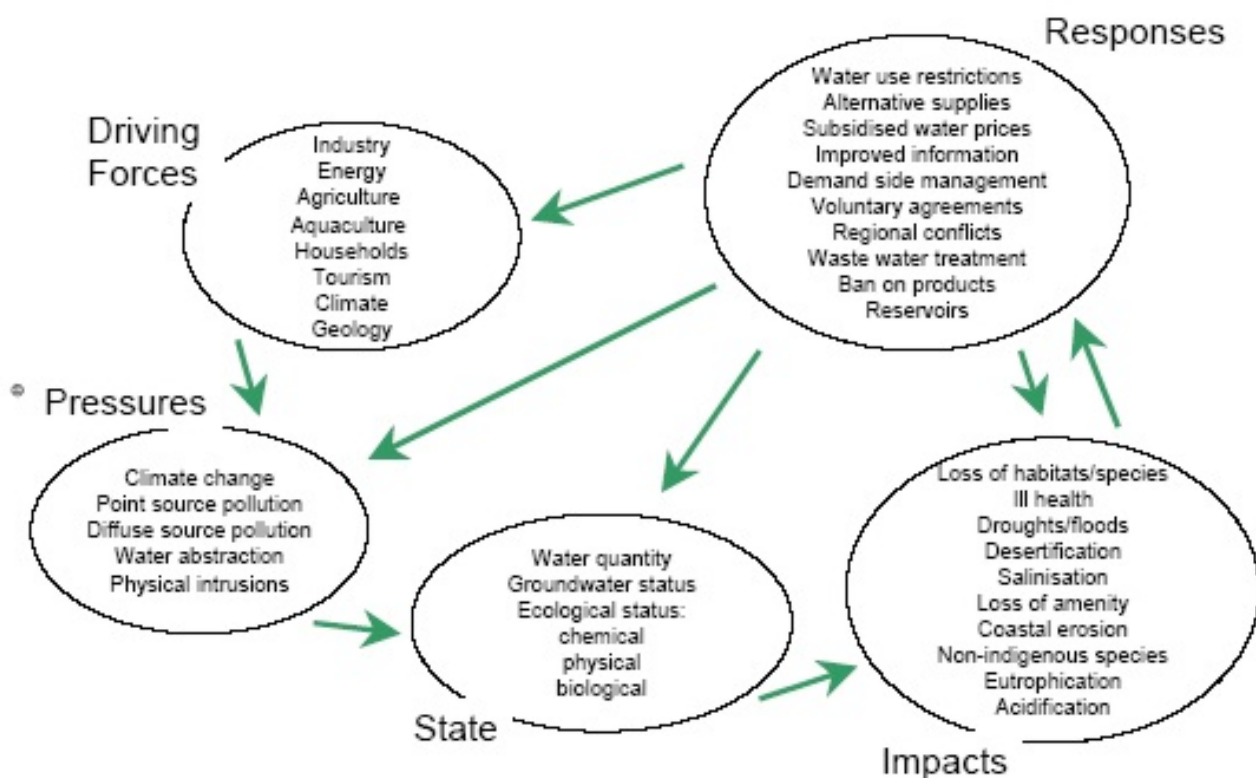 Responses
Water use restrictions
Alternative supplies
Subsidised water prices
Improved information
Demand side management
Voluntary agreements
Regional conflicts
Waste water treatment
Ban on products
Reservoirs
Driving
Forces
Industry
Energy
Agriculture
Aquaculture
Households
Tourism
Climate
Geology
Pressures
Climate change
Point source pollution
Diffuse source pollution
Water abstraction
Physical intrusions
Water quantity
Groundwater status
Ecological status:
chemical
physical
biological
State
Loss of habitats/species
Ill health
Droughts/floods
Desertification
Salinisation
Loss of amenity
Coastal erosion
Non-indigenous species
Eutrophication
Acidification
Impacts